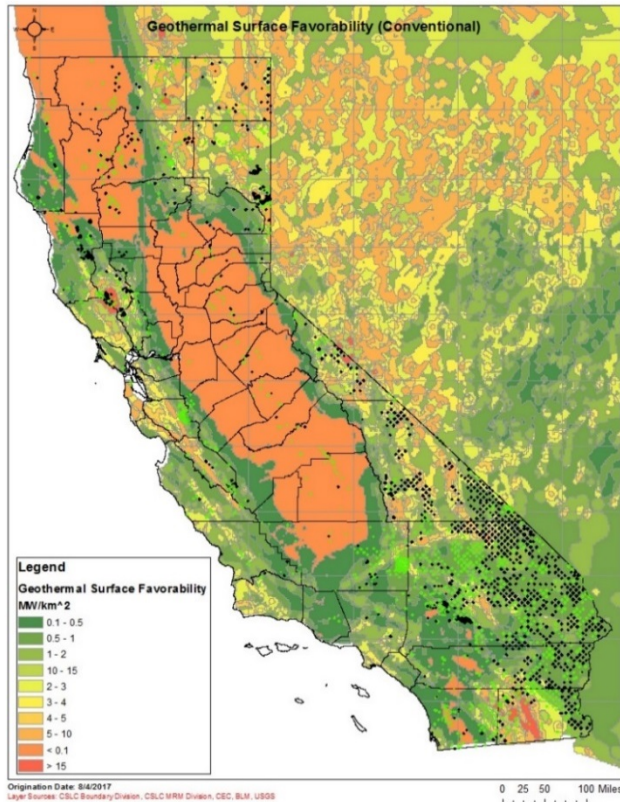 Geothermal Surface Favorability (Conventional)
N
W
E
S
Legend
Geothermal Surface Favorability
MW/km^2
0.1 - 0.5
0.5 - 1
1 - 2
10 - 15
2 - 3
3 - 4
4 - 5
5 - 10
< 0.1
> 15
Origination Date: 8/4/2017
Layer Sources: CSLC Boundary Division, CSLC MRM Division, CEC, BLM, USGS
0 25 50 100 Miles